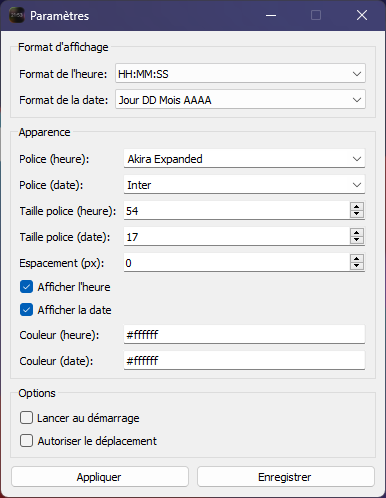 Paramètres
Format d'affichage
Format de l'heure: HH:MM:SS
Format de la date: Jour DD Mois AAAA
Apparence
Police (heure): Akira Expanded
Police (date): Inter
Taille police (heure): 54
Taille police (date): 17
Espacement (px): 0
Afficher l'heure
Afficher la date
Couleur (heure): #ffffff
Couleur (date): #ffffff
Options
Lancer au démarrage
Autoriser le déplacement
Appliquer Enregistrer